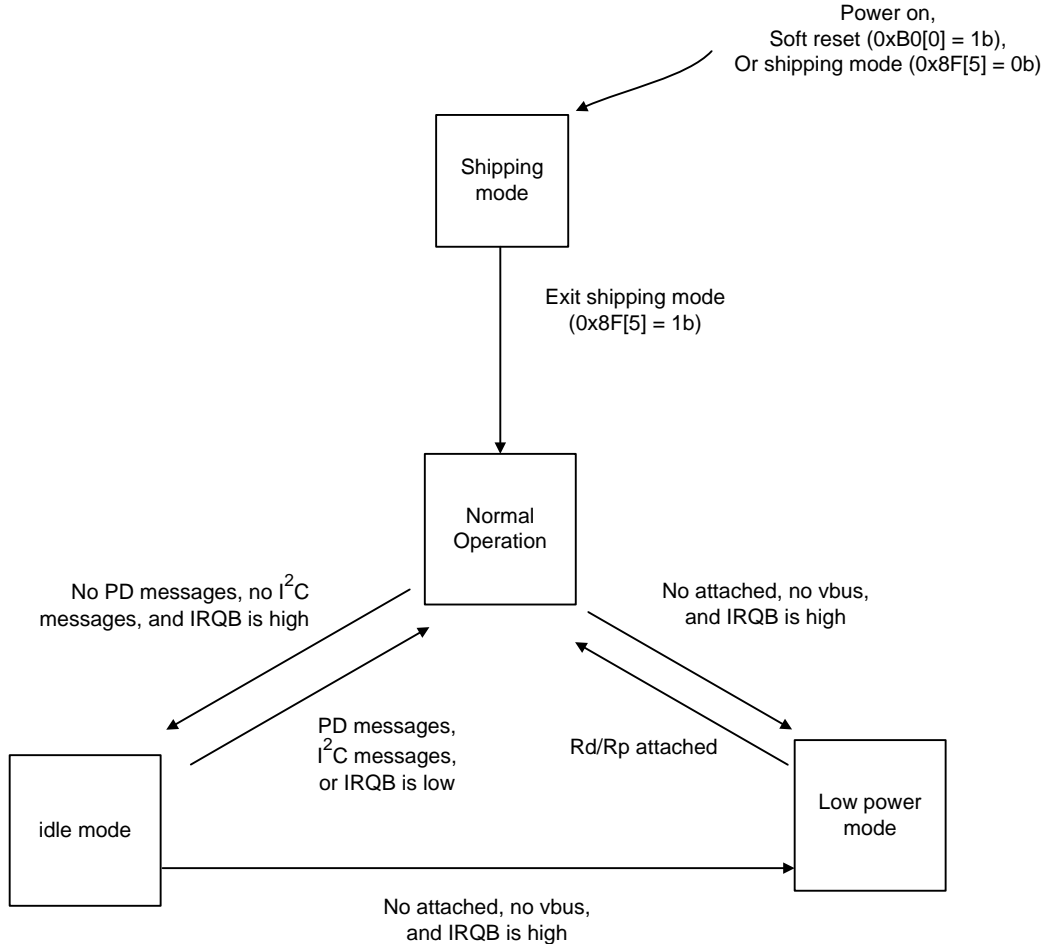 Power on,
Soft reset (0xB0[0] = 1b),
Or shipping mode (0x8F[5] = 0b)
Shipping
mode
Exit shipping mode
(0x8F[5] = 1b)
Normal
Operation
No PD messages, no I²C
messages, and IRQB is high
No attached, no vbus,
and IRQB is high
PD messages,
I²C messages,
or IRQB is low
Rd/Rp attached
idle mode
Low power
mode
No attached, no vbus,
and IRQB is high